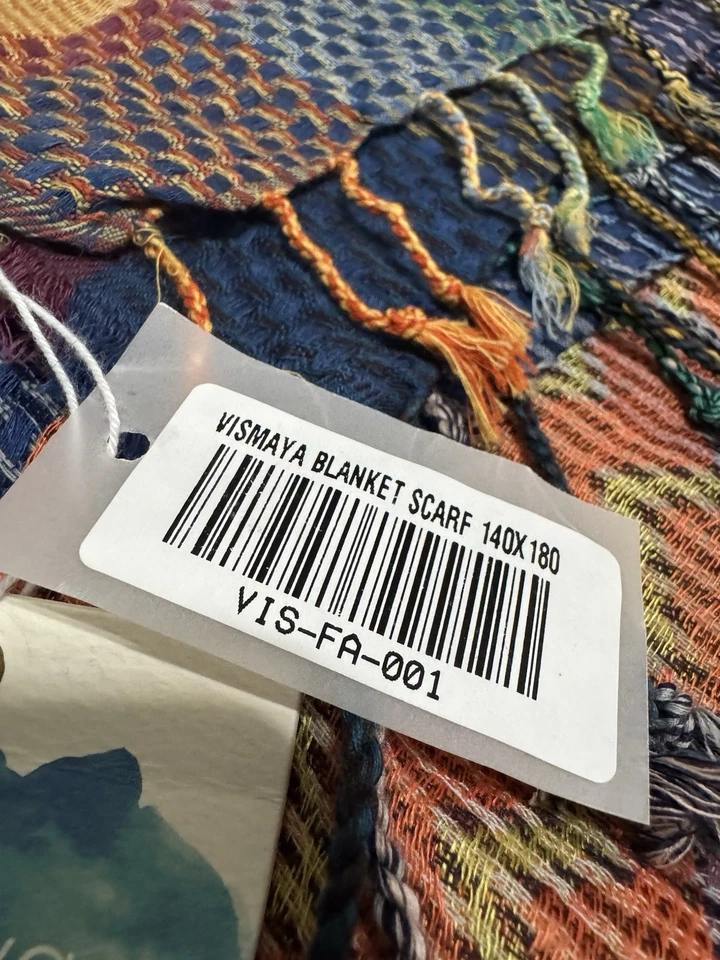 VISMAYA BLANKET SCARF 140X180
VIS-FA-001